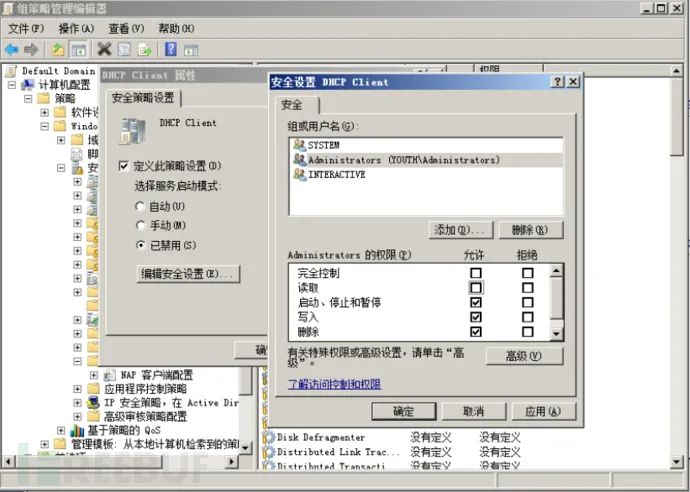 组策略管理编辑器
文件(F) 操作(A) 查看(V) 帮助(H)
Default Domain
计算机配置
策略
软件设
Window
域
脚
安
NAP 客户端配置
应用程序控制策略
IP 安全策略，在 Active Dir
高级审核策略配置
基于策略的 QoS
管理模板: 从本地计算机检索到的策
DHCP Client 属性
安全策略设置
DHCP Client
定义此策略设置(D)
选择服务启动模式:
自动(U)
手动(M)
已禁用(S)
编辑安全设置(E)...
确
权限
安全设置 DHCP Client
安全
组或用户名(G):
SYSTEM
Administrators (YOUTH\Administrators)
INTERACTIVE
添加(D)... 删除(R)
Administrators 的权限(P) 允许 拒绝
完全控制
读取
启动、停止和暂停
写入
删除
有关特殊权限或高级设置，请单击“高
级”。
高级(V)
了解访问控制和权限
确定 取消 应用(A)
Disk Defragmenter 没有定义 没有定义
Distributed Link Trac... 没有定义 没有定义
Distributed Transacti... 没有定义 没有定义
REEBUF